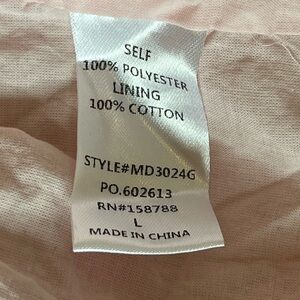 SELF
100% POLYESTER
LINING
100% COTTON
STYLE#MD3024G
PO.602613
RN#158788
L
MADE IN CHINA